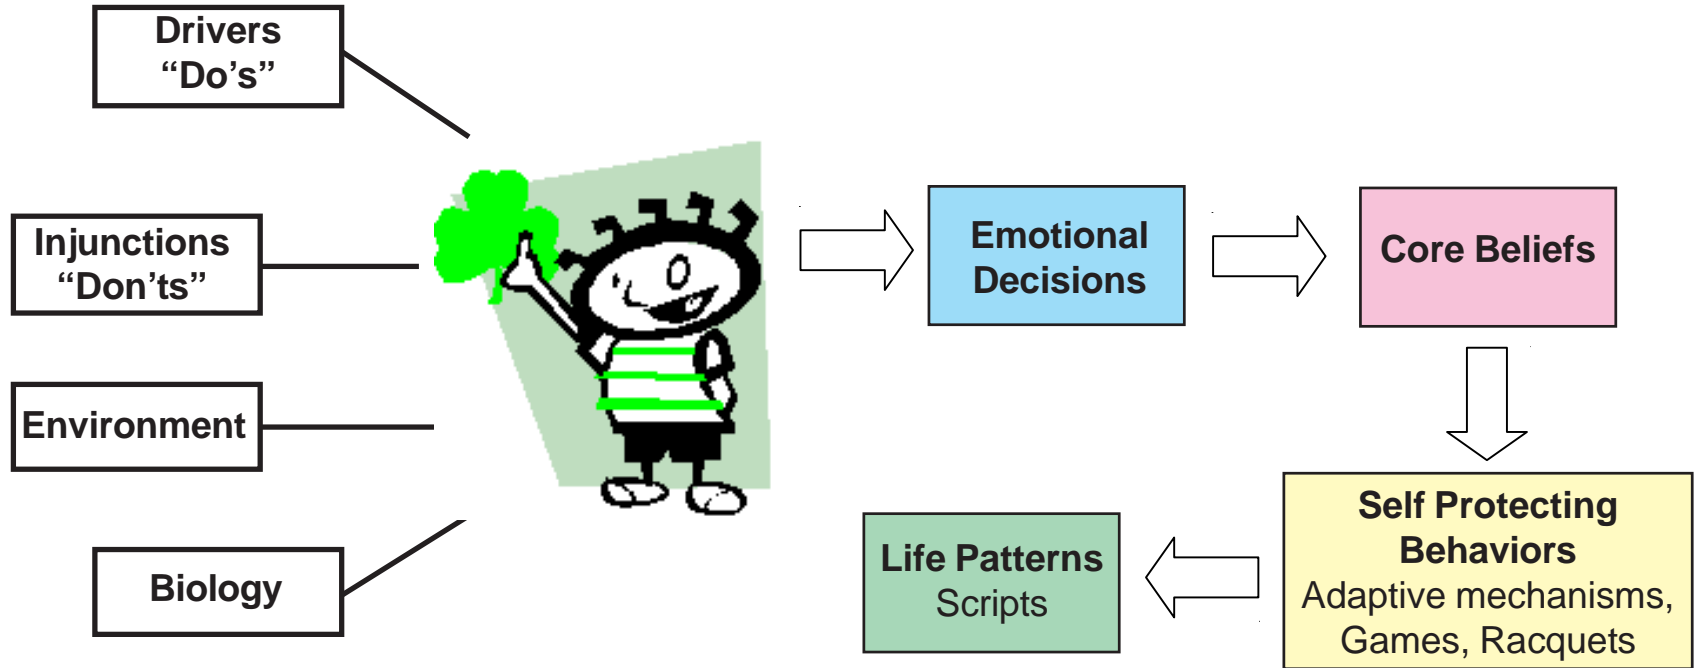 Drivers
“Do’s”
Injunctions
“Don’ts”
Environment
Biology
Emotional
Decisions
Core Beliefs
Self Protecting
Behaviors
Adaptive mechanisms,
Games, Racquets
Life Patterns
Scripts